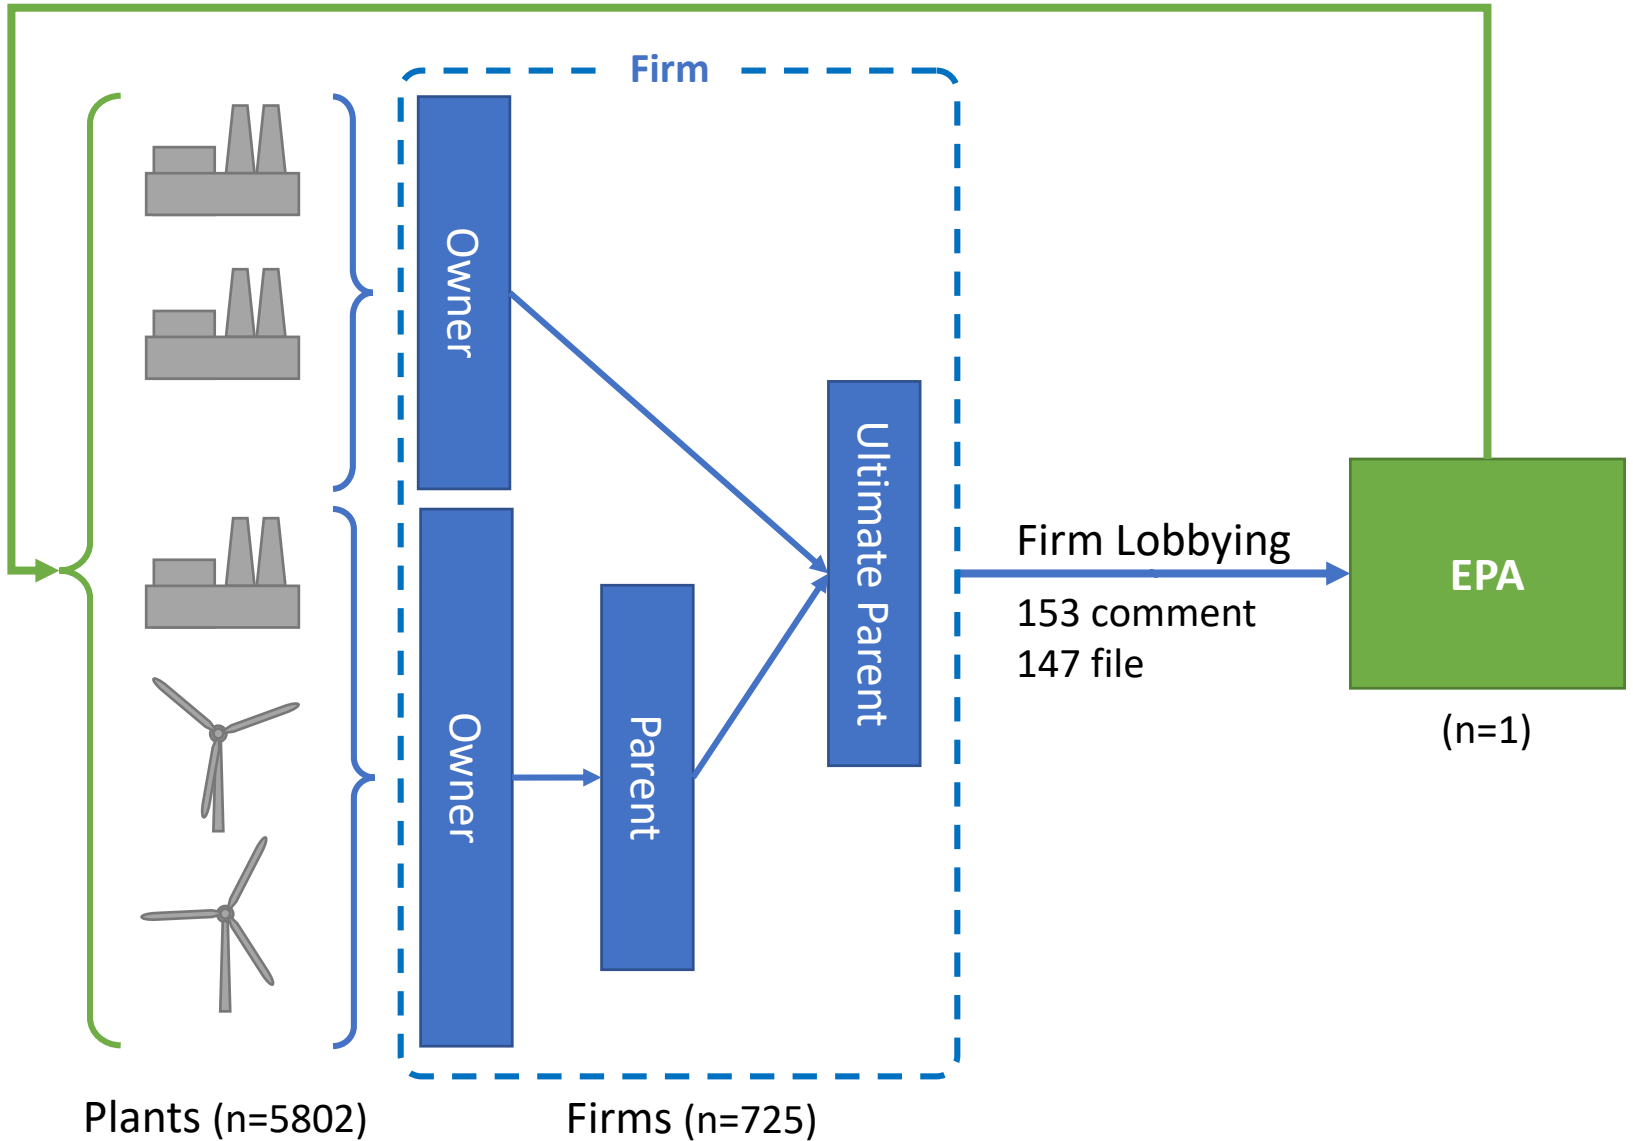 Firm
Owner
Owner
Parent
Ultimate Parent
Firm Lobbying
153 comment
147 file
EPA
(n=1)
Plants (n=5802)
Firms (n=725)